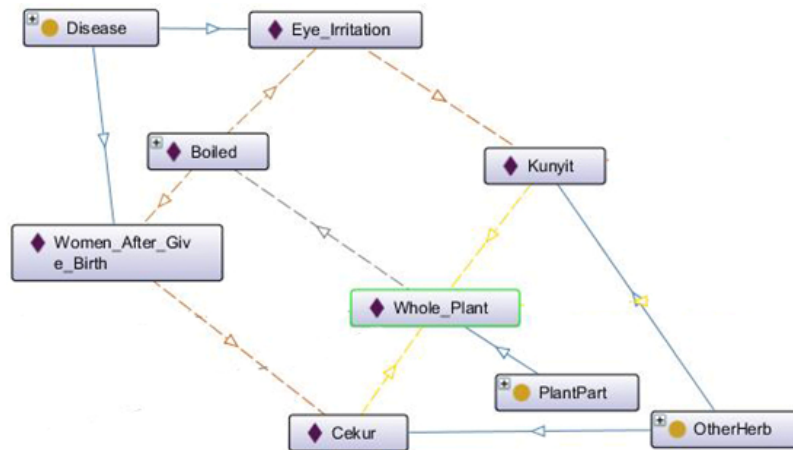 Disease
Eye_Irritation
Boiled
Kunyit
Women_After_Giv
e_Birth
Whole_Plant
PlantPart
Cekur
OtherHerb